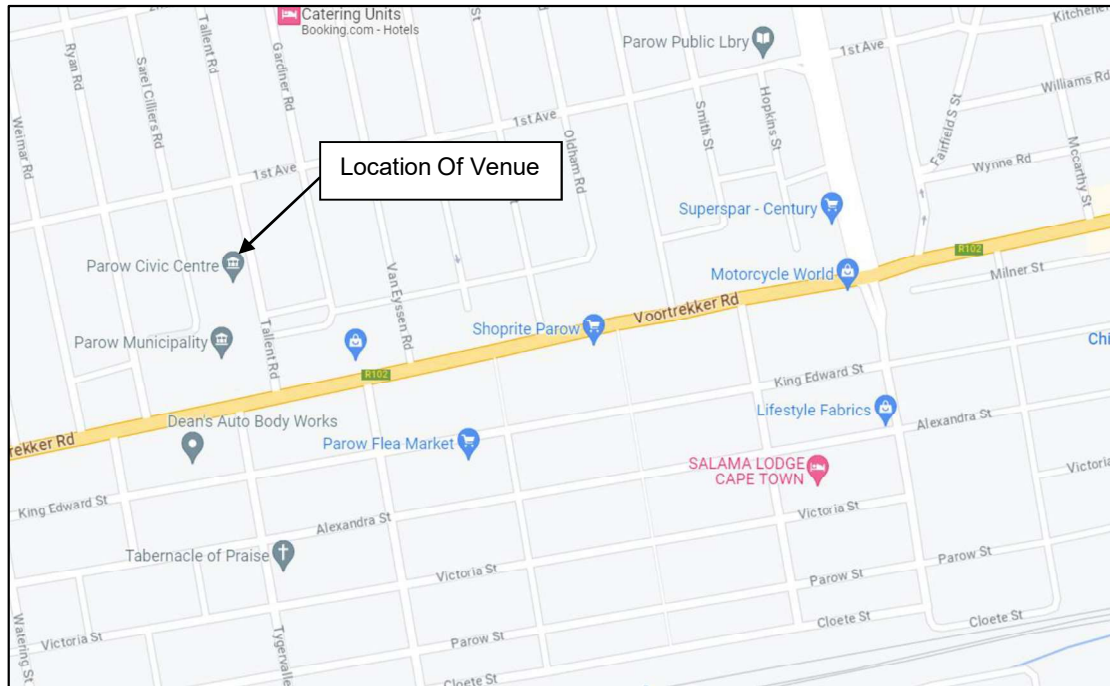 Catering Units
Booking.com - Hotels
Ryan Rd
Sarel Cilliers Rd
Tallent Rd
Gardiner Rd
St
Parow Public Lbry
1st Ave
Kitchener
Williams Rd
Weimar Rd
1st Ave
Location Of Venue
1st Ave
Oldham Rd
Smith St
Hopkins St
Fairfield S St
Wynne Rd
Mccarthy St
Superspar - Century
Parow Civic Centre
Motorcycle World
R102
Milner St
Van Eyssen Rd
Voortrekker Rd
Shoprite Parow
Parow Municipality
Tallent Rd
Chi
R102
King Edward St
Lifestyle Fabrics
Alexandra St
Dean's Auto Body Works
rekker Rd
Parow Flea Market
SALAMA LODGE
CAPE TOWN
Victoria
King Edward St
Alexandra St
Victoria St
Tabernacle of Praise
Victoria St
Parow St
Parow St
Watering St
Victoria St
Tygervalle
Parow St
Cloete St
Cloete St
Cloete St